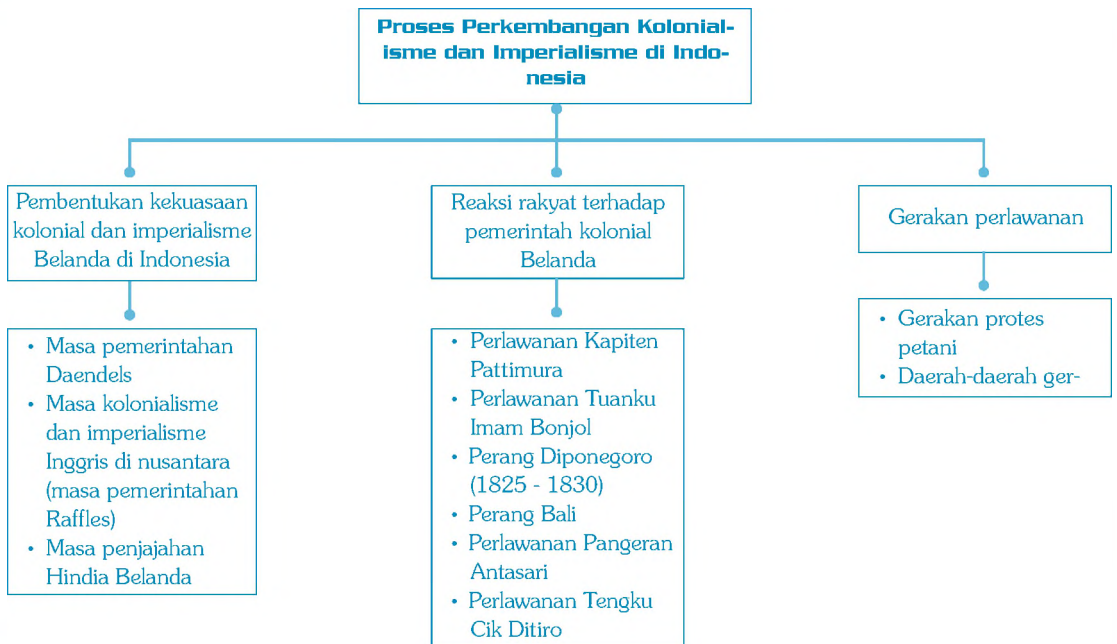 Proses Perkembangan Kolonial-
isme dan Imperialisme di Indo-
nesia
Pembentukan kekuasaan
kolonial dan imperialisme
Belanda di Indonesia
• Masa pemerintahan
Daendels
• Masa kolonialisme
dan imperialisme
Inggris di nusantara
(masa pemerintahan
Raffles)
• Masa penjajahan
Hindia Belanda
Reaksi rakyat terhadap
pemerintah kolonial
Belanda
• Perlawanan Kapiten
Pattimura
• Perlawanan Tuanku
Imam Bonjol
• Perang Diponegoro
(1825 - 1830)
• Perang Bali
• Perlawanan Pangeran
Antasari
• Perlawanan Tengku
Cik Ditiro
Gerakan perlawanan
• Gerakan protes
petani
• Daerah-daerah ger-